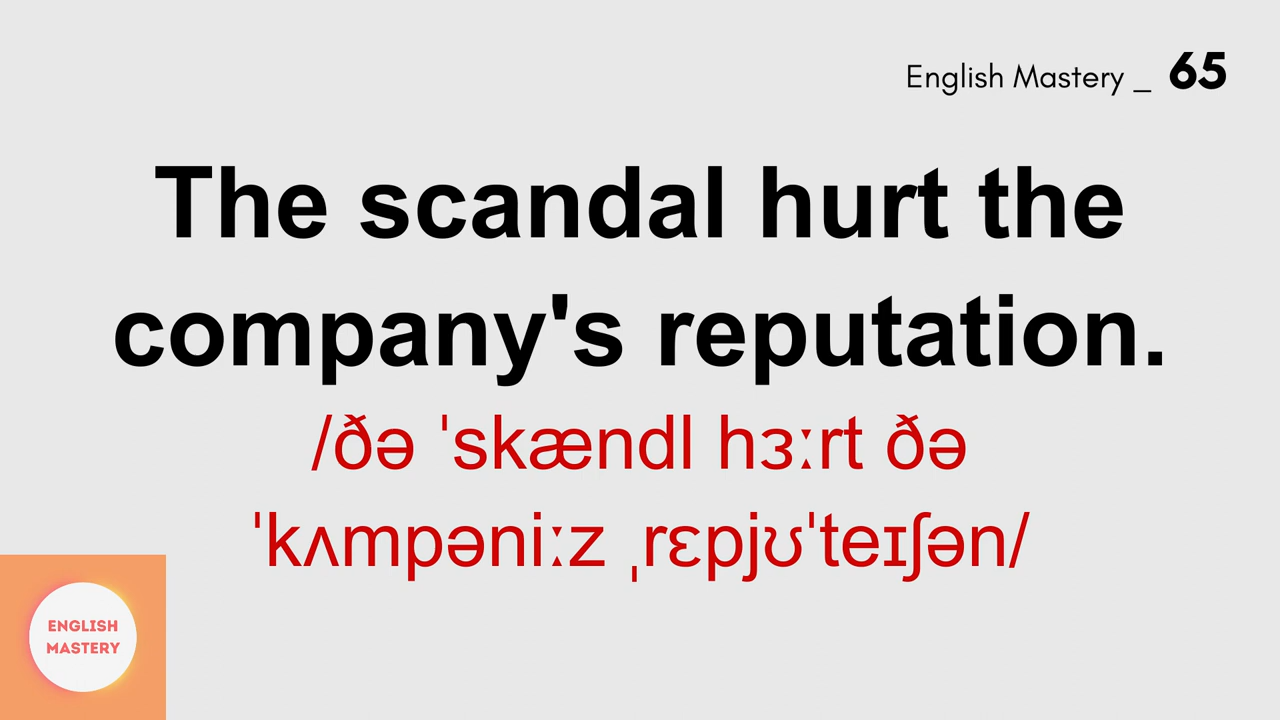 English Mastery _ 65
The scandal hurt the
company's reputation.
/ðə ˈskændl hɜːrt ðə
ˈkʌmpəniːz ˌrɛpjʊˈteɪʃən/
ENGLISH
MASTERY